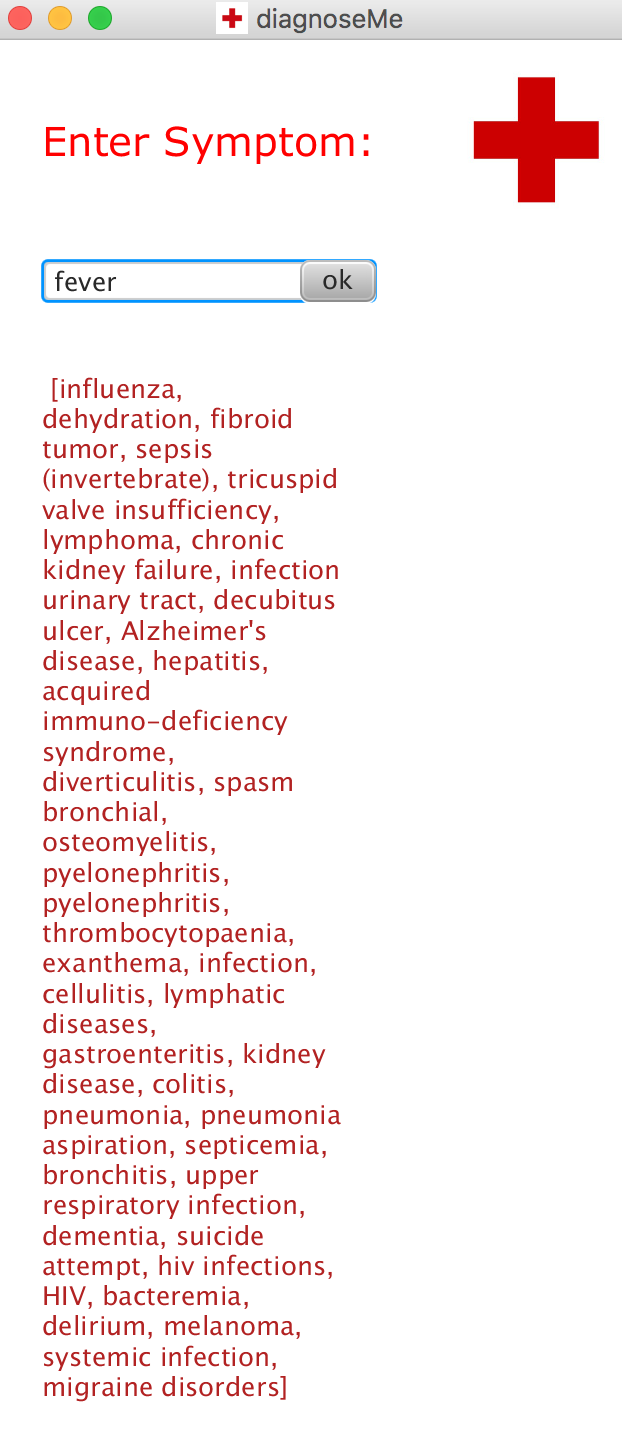 diagnoseMe
Enter Symptom:
fever
ok
[influenza,
dehydration, fibroid
tumor, sepsis
(invertebrate), tricuspid
valve insufficiency,
lymphoma, chronic
kidney failure, infection
urinary tract, decubitus
ulcer, Alzheimer's
disease, hepatitis,
acquired
immuno-deficiency
syndrome,
diverticulitis, spasm
bronchial,
osteomyelitis,
pyelonephritis,
pyelonephritis,
thrombocytopaenia,
exanthema, infection,
cellulitis, lymphatic
diseases,
gastroenteritis, kidney
disease, colitis,
pneumonia, pneumonia
aspiration, septicemia,
bronchitis, upper
respiratory infection,
dementia, suicide
attempt, hiv infections,
HIV, bacteremia,
delirium, melanoma,
systemic infection,
migraine disorders]